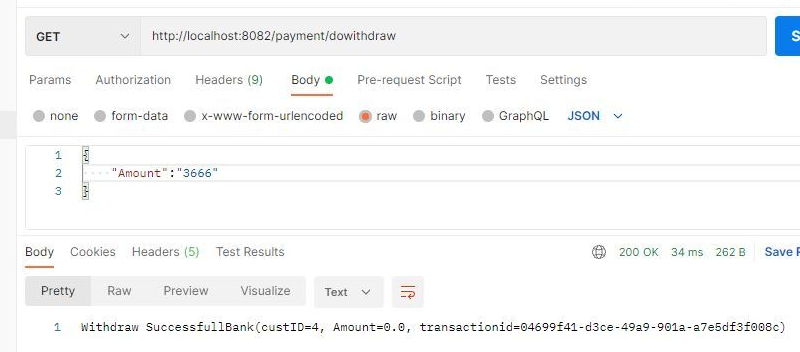 GET http://localhost:8082/payment/dowithdraw S
Params Authorization Headers (9) Body Pre-request Script Tests Settings
none form-data x-www-form-urlencoded raw binary GraphQL JSON
1 {
2 "Amount":"3666"
3 }
Body Cookies Headers (5) Test Results 200 OK 34 ms 262 B Save R
Pretty Raw Preview Visualize Text
1 Withdraw SuccessfullBank(custID=4, Amount=0.0, transactionid=04699f41-d3ce-49a9-901a-a7e5df3f008c)